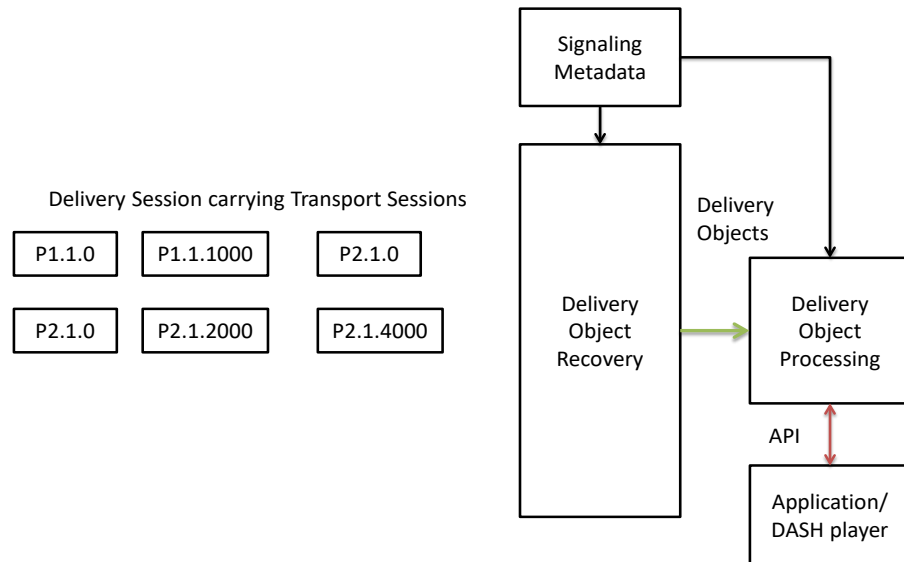 Signaling
Metadata
Delivery Session carrying Transport Sessions
P1.1.0
P1.1.1000
P2.1.0
P2.1.0
P2.1.2000
P2.1.4000
Delivery
Objects
Delivery
Object
Recovery
Delivery
Object
Processing
API
Application/
DASH player